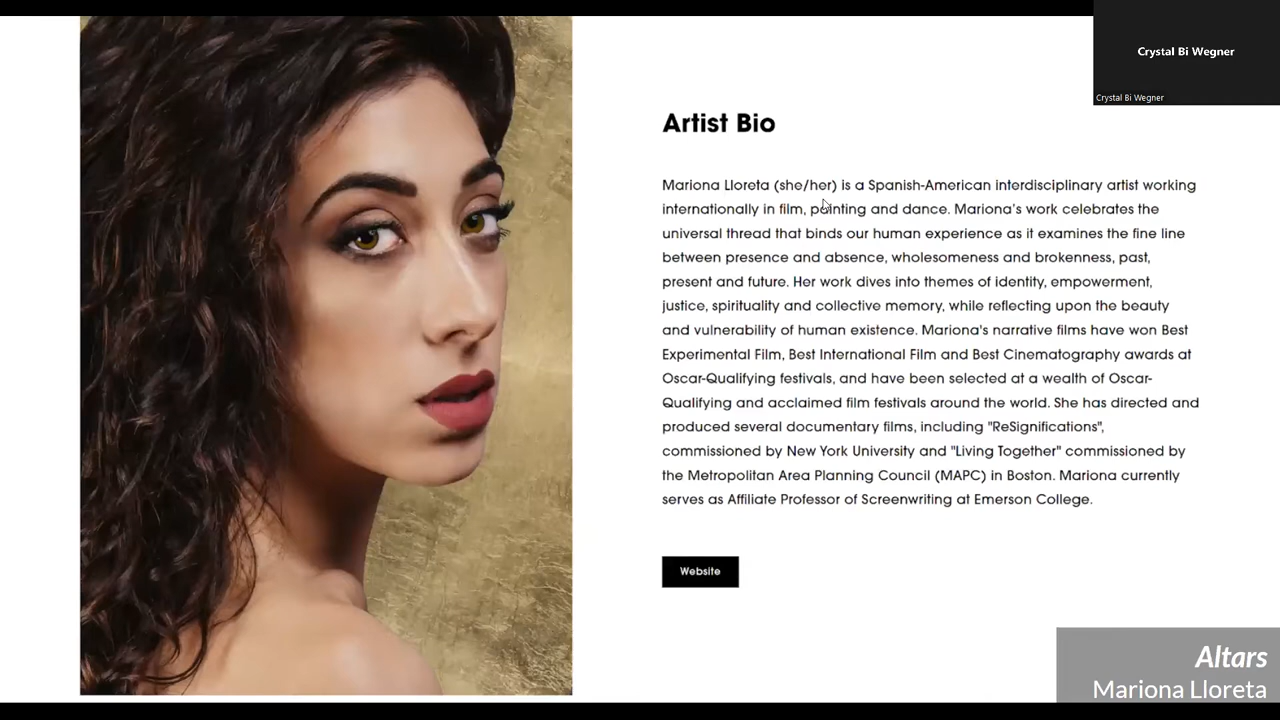 Crystal Bi Wegner
Crystal Bi Wegner
Artist Bio
Mariona Lloreta (she/her) is a Spanish-American interdisciplinary artist working
internationally in film, painting and dance. Mariona's work celebrates the
universal thread that binds our human experience as it examines the fine line
between presence and absence, wholesomeness and brokenness, past,
present and future. Her work dives into themes of identity, empowerment,
justice, spirituality and collective memory, while reflecting upon the beauty
and vulnerability of human existence. Mariona's narrative films have won Best
Experimental Film, Best International Film and Best Cinematography awards at
Oscar-Qualifying festivals, and have been selected at a wealth of Oscar-
Qualifying and acclaimed film festivals around the world. She has directed and
produced several documentary films, including "ReSignifications",
commissioned by New York University and "Living Together" commissioned by
the Metropolitan Area Planning Council (MAPC) in Boston. Mariona currently
serves as Affiliate Professor of Screenwriting at Emerson College.
Website
Altars
Mariona Lloreta